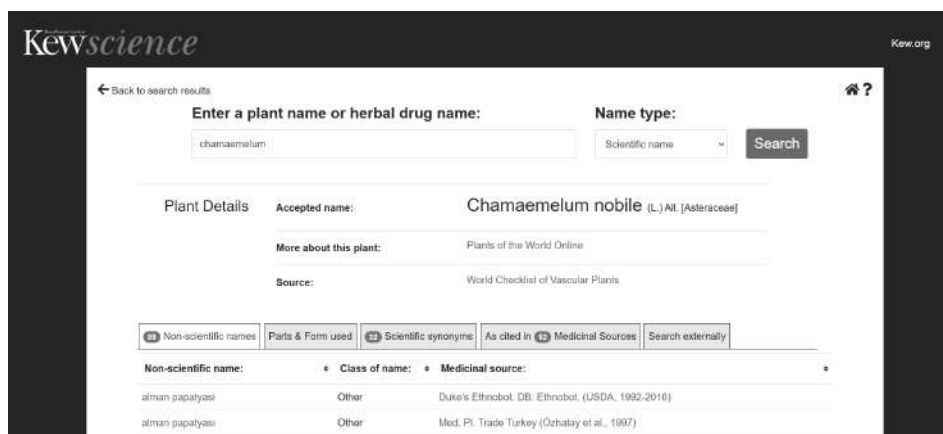 Kewscience
Kew.org
Back to search results
?
Enter a plant name or herbal drug name:
Name type:
chamaemelum
Scientific name
Search
Plant Details
Accepted name:
Chamaemelum nobile (L.) All. [Asteraceae]
More about this plant:
Plants of the World Online
Source:
World Checklist of Vascular Plants
Non-scientific names
Parts & Form used
Scientific synonyms
As cited in
Medicinal Sources
Search externally
Non-scientific name:
Class of name:
Medicinal source:
alman papatyasi
Other
Duke's Ethnobot. DB: Ethnobot. (USDA, 1992-2016)
alman papatyasi
Other
Med. Pl. Trade Turkey (Özhatay et al., 1997)